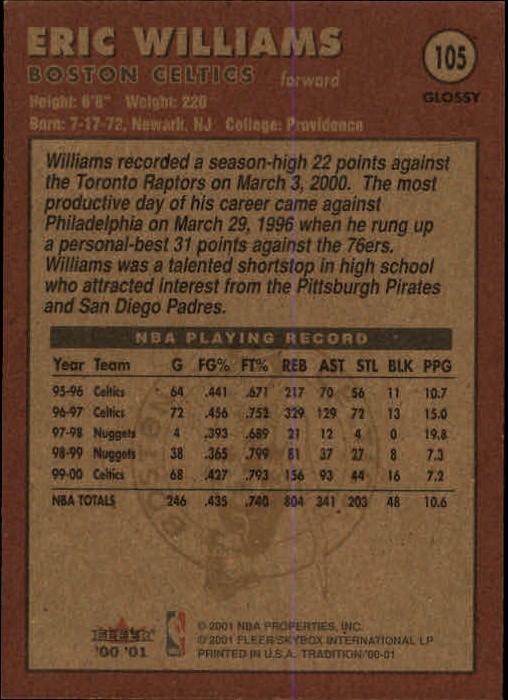 ERIC WILLIAMS
105
BOSTON CELTICS forward
GLOSSY
Height: 6'8" Weight: 220
Born: 7-17-72, Newark, NJ College: Providence
Williams recorded a season-high 22 points against
the Toronto Raptors on March 3, 2000. The most
productive day of his career came against
Philadelphia on March 29, 1996 when he rung up
a personal-best 31 points against the 76ers.
Williams was a talented shortstop in high school
who attracted interest from the Pittsburgh Pirates
and San Diego Padres.
NBA PLAYING RECORD
Year Team G FG% FT% REB AST STL BLK PPG
95-96 Celtics 64 .441 .671 217 70 56 11 10.7
96-97 Celtics 72 .456 .752 329 129 72 13 15.0
97-98 Nuggets 4 .393 .689 21 12 4 0 19.8
98-99 Nuggets 38 .365 .799 81 37 27 8 7.3
99-00 Celtics 68 .427 .793 156 93 44 16 7.2
NBA TOTALS 246 .435 .740 804 341 203 48 10.6
FLEER
'00 '01
© 2001 NBA PROPERTIES, INC.
© 2001 FLEER/SKYBOX INTERNATIONAL LP
PRINTED IN U.S.A. TRADITION/'00-01